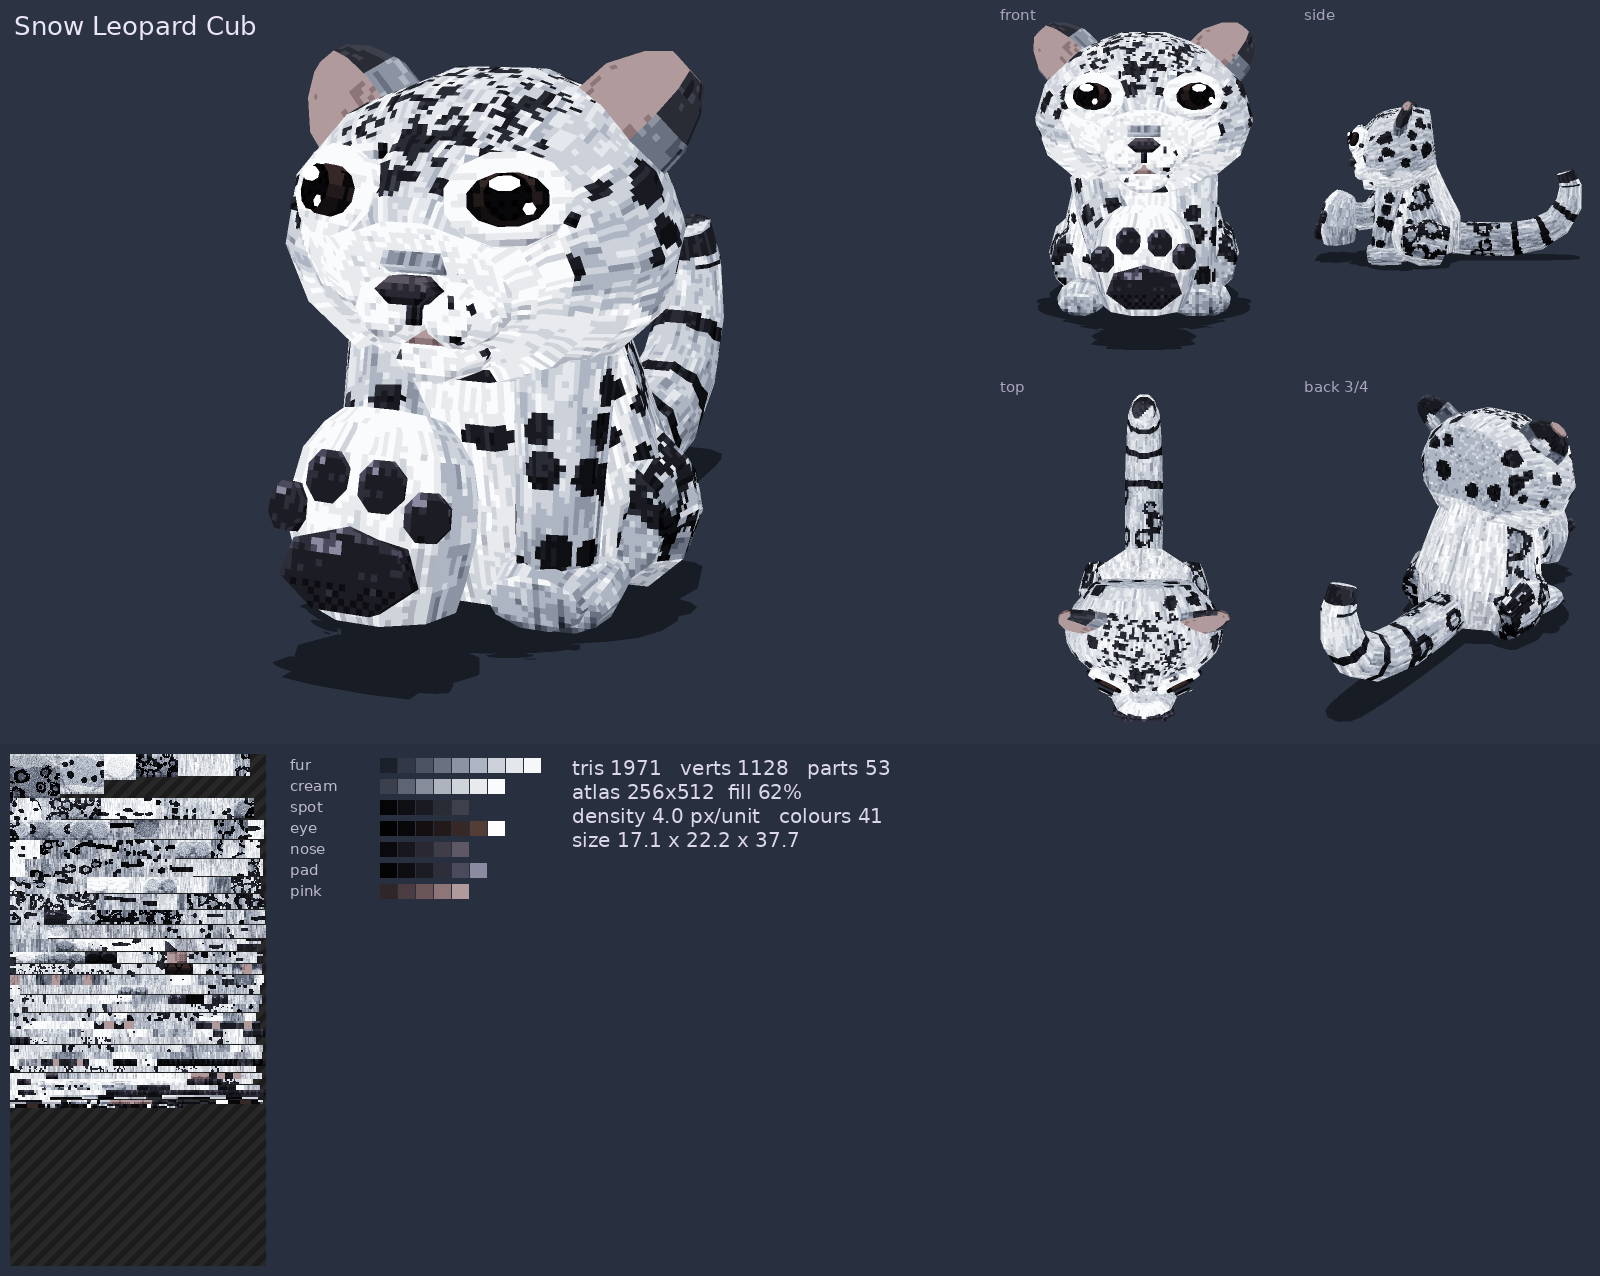 Snow Leopard Cub
front
side
top
back 3/4
fur
cream
spot
eye
nose
pad
pink
tris 1971   verts 1128   parts 53
atlas 256x512   fill 62%
density 4.0 px/unit   colours 41
size 17.1 x 22.2 x 37.7